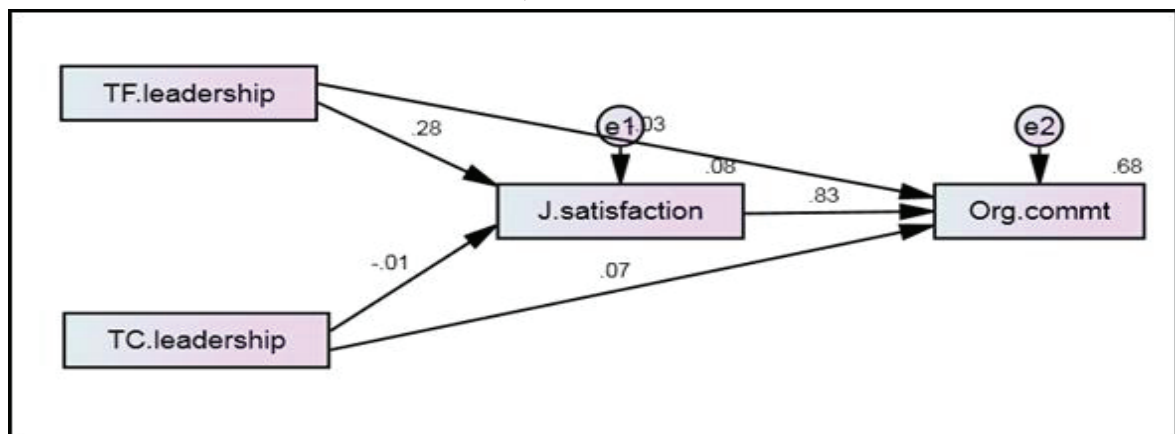 TF.leadership
.28
e1
-.03
e2
.08
.68
J.satisfaction
.83
Org.commt
-.01
.07
TC.leadership